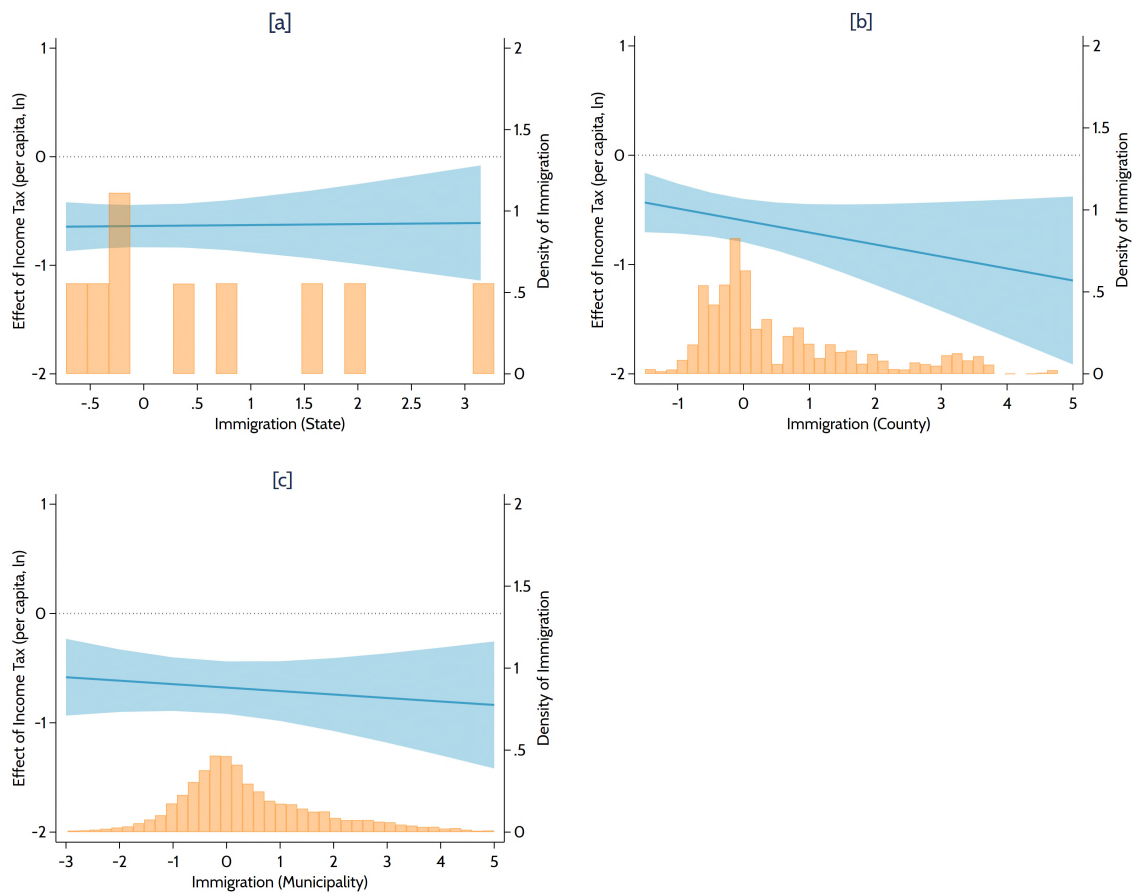 [a]
1
0
-1
-2
Effect of Income Tax (per capita, ln)
2
1.5
1
.5
0
Density of Immigration
-.5 0 .5 1 1.5 2 2.5 3
Immigration (State)
[b]
1
0
-1
-2
Effect of Income Tax (per capita, ln)
2
1.5
1
.5
0
Density of Immigration
-1 0 1 2 3 4 5
Immigration (County)
[c]
1
0
-1
-2
Effect of Income Tax (per capita, ln)
2
1.5
1
.5
0
Density of Immigration
-3 -2 -1 0 1 2 3 4 5
Immigration (Municipality)